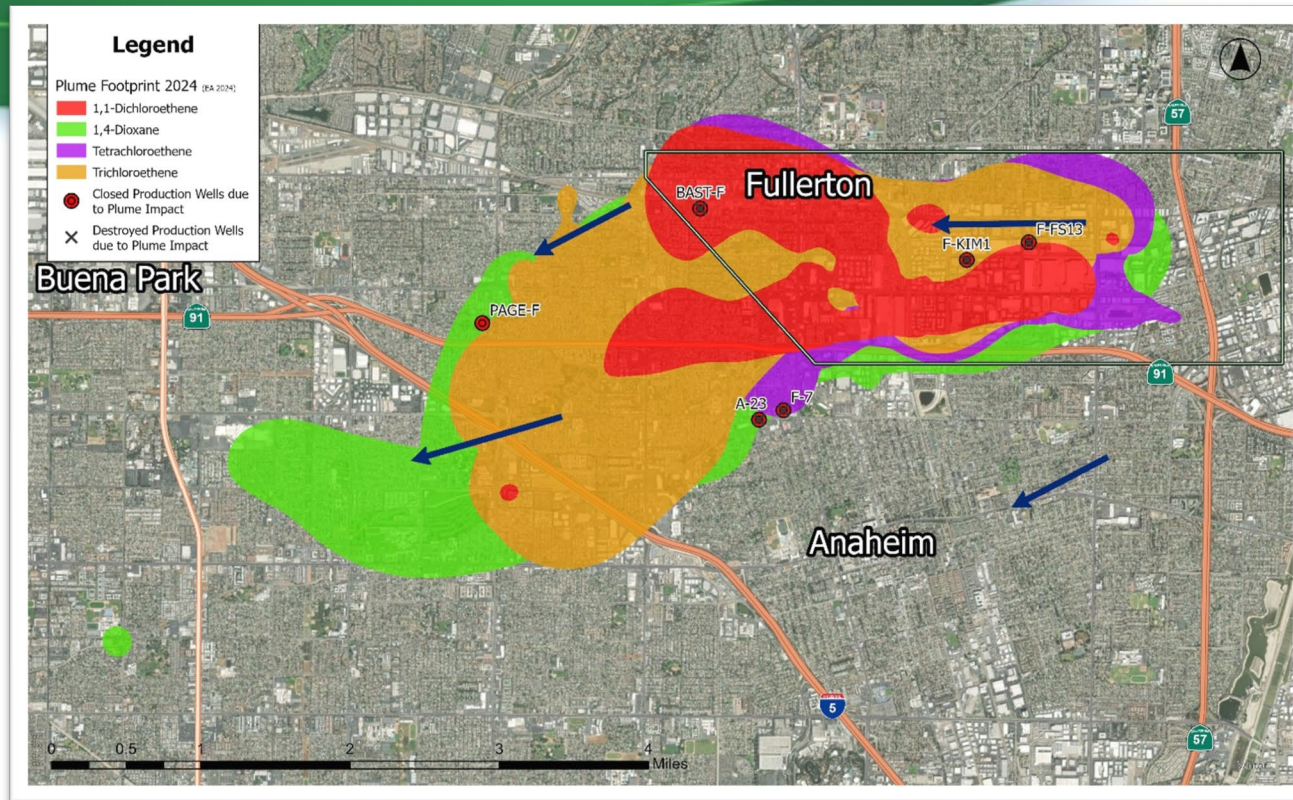 Legend
Plume Footprint 2024 (EA 2024)
1,1-Dichloroethene
1,4-Dioxane
Tetrachloroethene
Trichloroethene
Closed Production Wells due
to Plume Impact
Destroyed Production Wells
due to Plume Impact
57
BAST-F
Fullerton
F-FS13
F-KIM1
Buena Park
91
PAGE-F
91
A-23
F-7
Anaheim
5
57
0 0.5 1 2 3 4
Miles